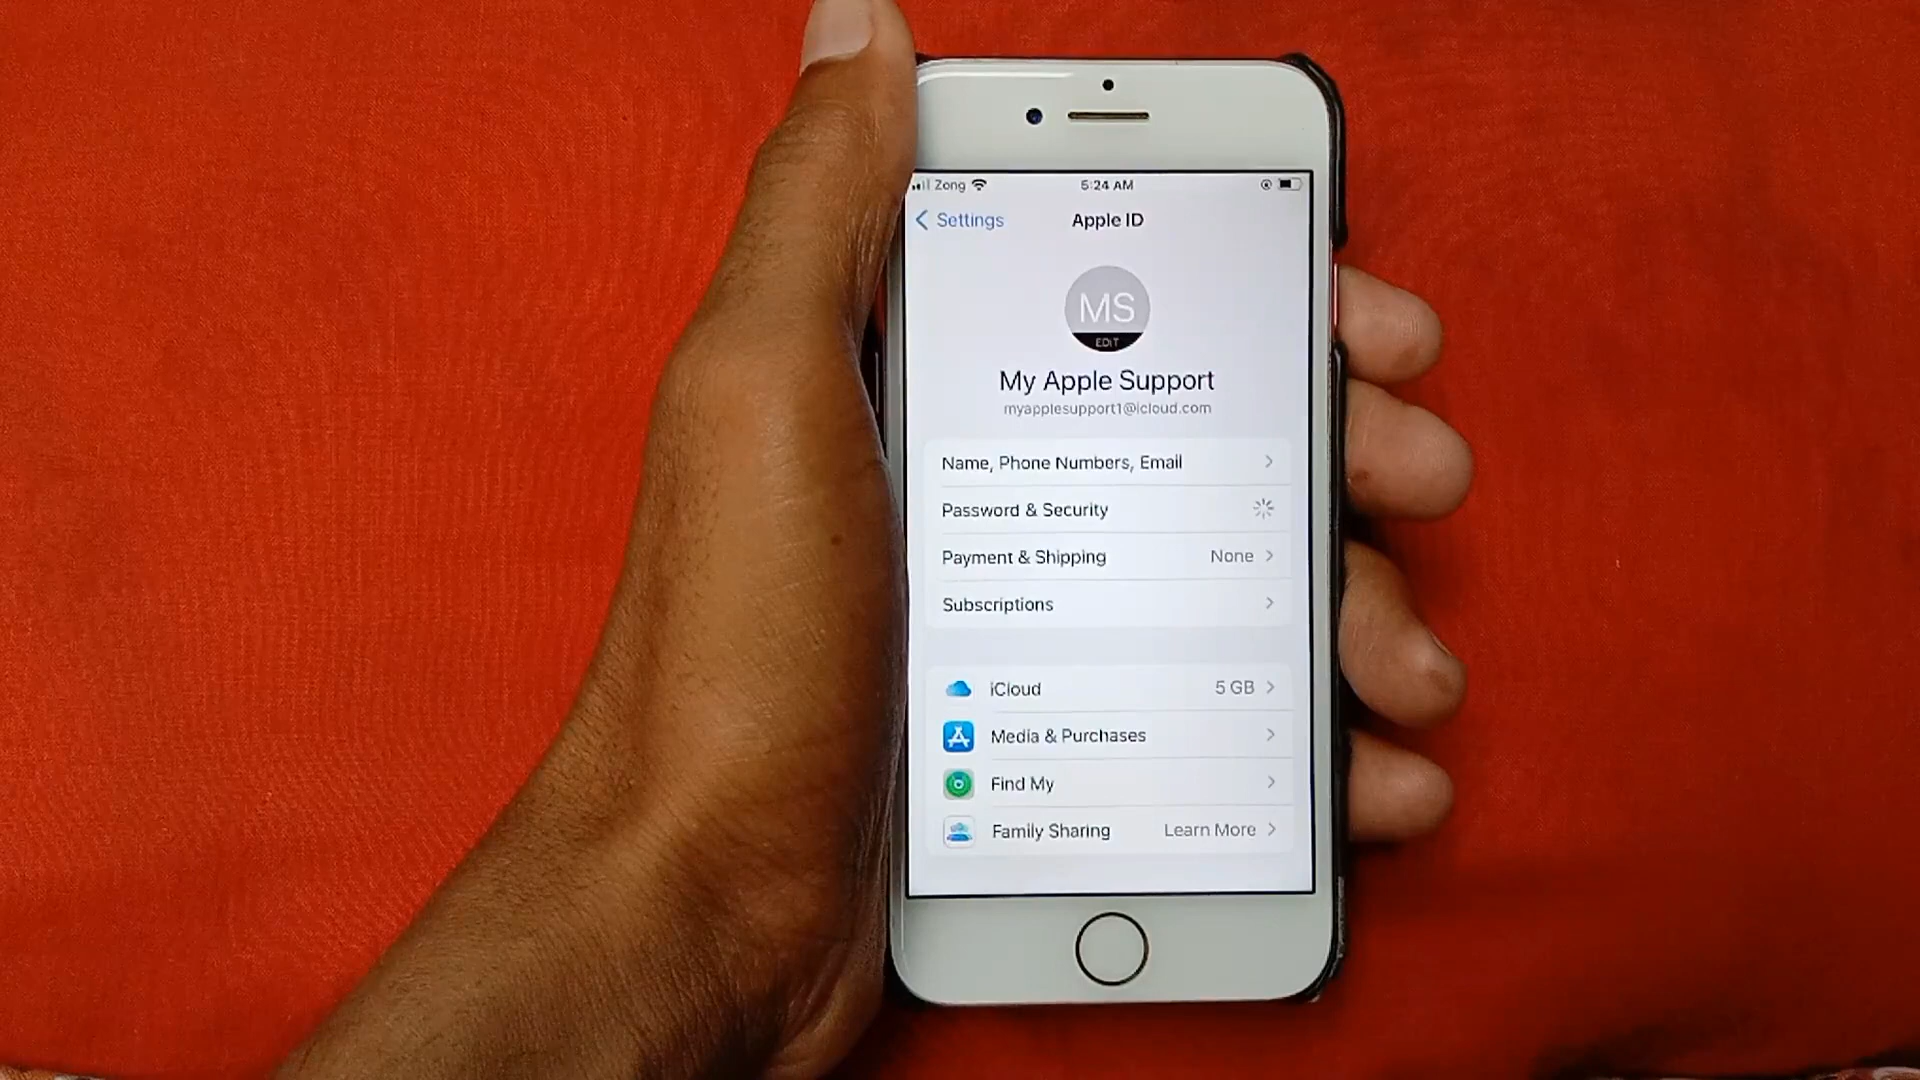 Zong 5:24 AM
Settings Apple ID
MS
EDIT
My Apple Support
myapplesupport1@icloud.com
Name, Phone Numbers, Email
Password & Security
Payment & Shipping None
Subscriptions
iCloud 5 GB
Media & Purchases
Find My
Family Sharing Learn More